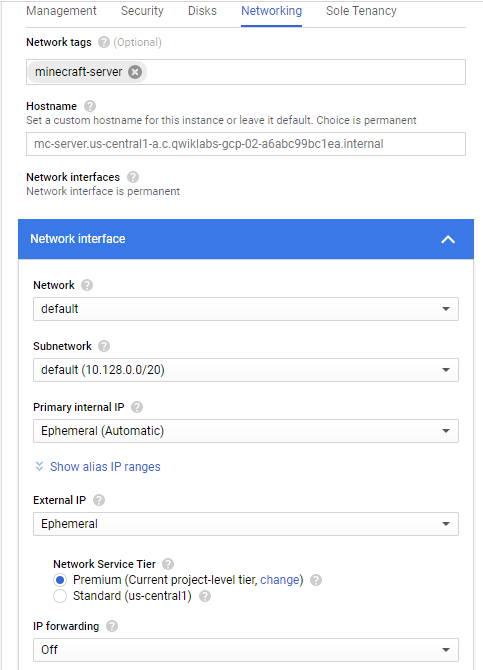 Management Security Disks Networking Sole Tenancy
Network tags (Optional)
minecraft-server
Hostname
Set a custom hostname for this instance or leave it default. Choice is permanent
mc-server.us-central1-a.c.qwiklabs-gcp-02-a6abc99bc1ea.internal
Network interfaces
Network interface is permanent
Network interface
Network
default
Subnetwork
default (10.128.0.0/20)
Primary internal IP
Ephemeral (Automatic)
Show alias IP ranges
External IP
Ephemeral
Network Service Tier
Premium (Current project-level tier, change)
Standard (us-central1)
IP forwarding
Off